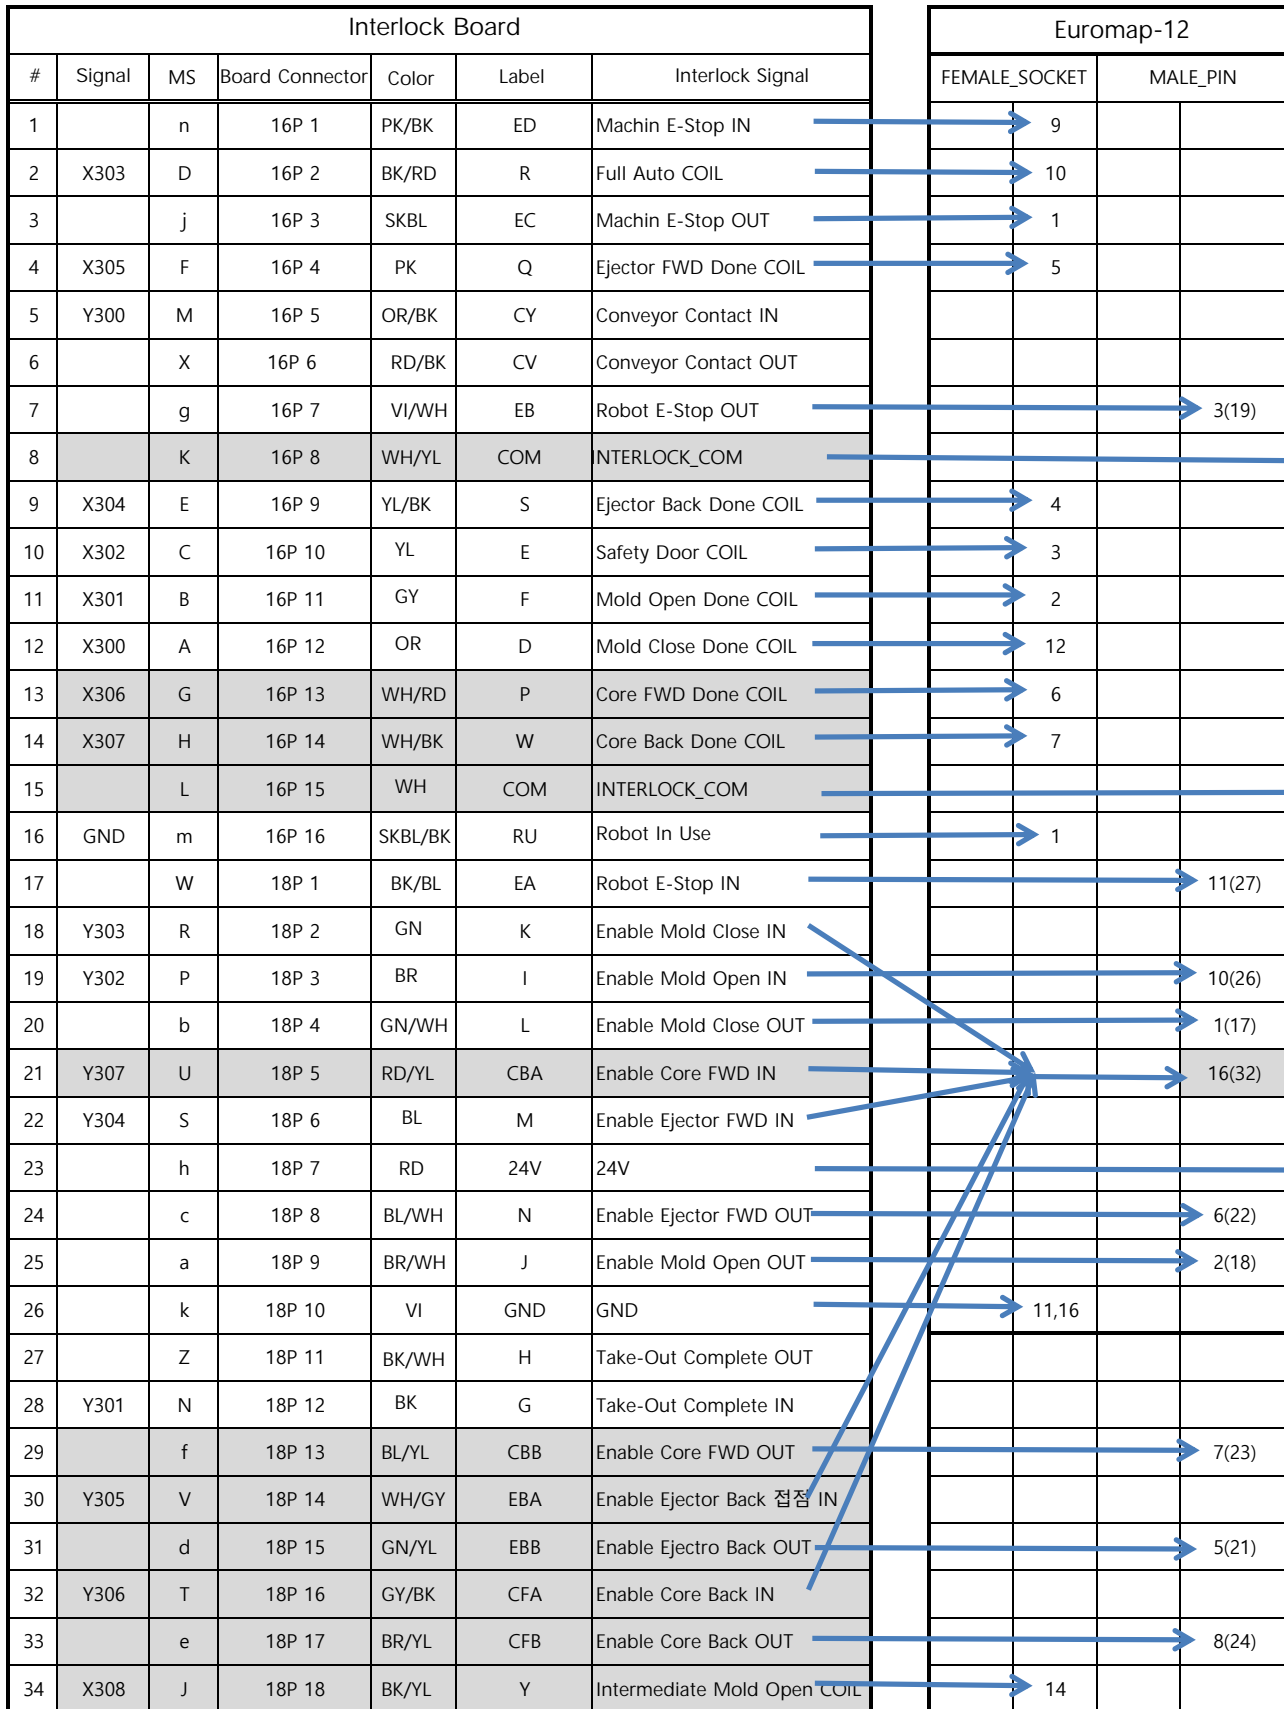 Interlock Board Euromap-12
# Signal MS Board Connector Color Label Interlock Signal FEMALE_SOCKET MALE_PIN
1 n 16P 1 PK/BK ED Machin E-Stop IN 9
2 X303 D 16P 2 BK/RD R Full Auto COIL 10
3 j 16P 3 SKBL EC Machin E-Stop OUT 1
4 X305 F 16P 4 PK Q Ejector FWD Done COIL 5
5 Y300 M 16P 5 OR/BK CY Conveyor Contact IN
6 X 16P 6 RD/BK CV Conveyor Contact OUT
7 g 16P 7 VI/WH EB Robot E-Stop OUT 3(19)
8 K 16P 8 WH/YL COM INTERLOCK_COM
9 X304 E 16P 9 YL/BK S Ejector Back Done COIL 4
10 X302 C 16P 10 YL E Safety Door COIL 3
11 X301 B 16P 11 GY F Mold Open Done COIL 2
12 X300 A 16P 12 OR D Mold Close Done COIL 12
13 X306 G 16P 13 WH/RD P Core FWD Done COIL 6
14 X307 H 16P 14 WH/BK W Core Back Done COIL 7
15 L 16P 15 WH COM INTERLOCK_COM
16 GND m 16P 16 SKBL/BK RU Robot In Use 1
17 W 18P 1 BK/BL EA Robot E-Stop IN 11(27)
18 Y303 R 18P 2 GN K Enable Mold Close IN
19 Y302 P 18P 3 BR I Enable Mold Open IN 10(26)
20 b 18P 4 GN/WH L Enable Mold Close OUT 1(17)
21 Y307 U 18P 5 RD/YL CBA Enable Core FWD IN 16(32)
22 Y304 S 18P 6 BL M Enable Ejector FWD IN
23 h 18P 7 RD 24V 24V
24 c 18P 8 BL/WH N Enable Ejector FWD OUT 6(22)
25 a 18P 9 BR/WH J Enable Mold Open OUT 2(18)
26 k 18P 10 VI GND GND 11,16
27 Z 18P 11 BK/WH H Take-Out Complete OUT
28 Y301 N 18P 12 BK G Take-Out Complete IN
29 f 18P 13 BL/YL CBB Enable Core FWD OUT 7(23)
30 Y305 V 18P 14 WH/GY EBA Enable Ejector Back 접점 IN
31 d 18P 15 GN/YL EBB Enable Ejectro Back OUT 5(21)
32 Y306 T 18P 16 GY/BK CFA Enable Core Back IN
33 e 18P 17 BR/YL CFB Enable Core Back OUT 8(24)
34 X308 J 18P 18 BK/YL Y Intermediate Mold Open COIL 14